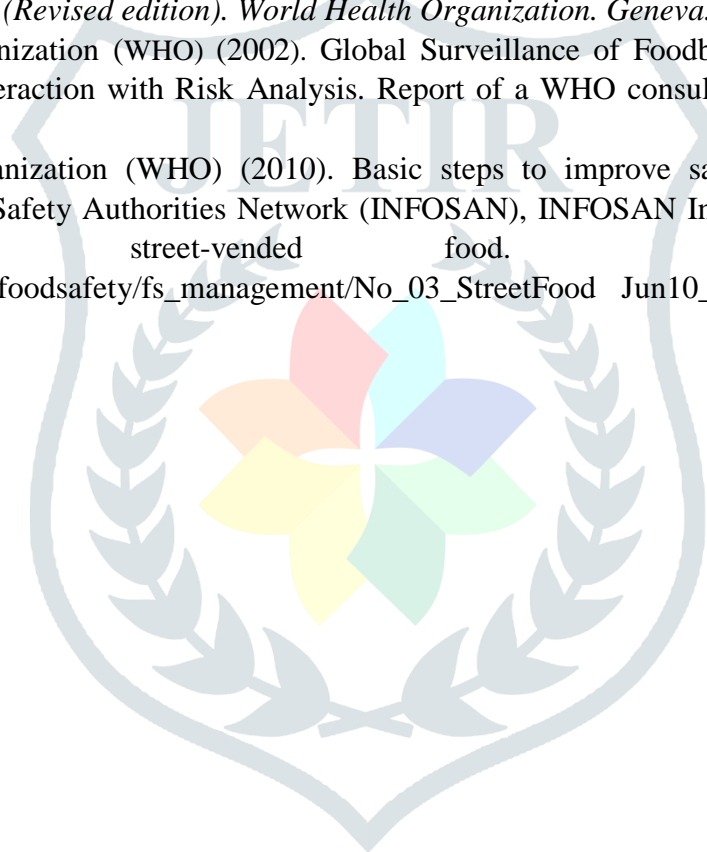 (Revised edition). World Health Organization. Geneva.
nization (WHO) (2002). Global Surveillance of Foodb
eraction with Risk Analysis. Report of a WHO consul
JETIR
anization (WHO) (2010). Basic steps to improve sa
Safety Authorities Network (INFOSAN), INFOSAN In
street-vended food.
foodsafety/fs_management/No_03_StreetFood Jun10_